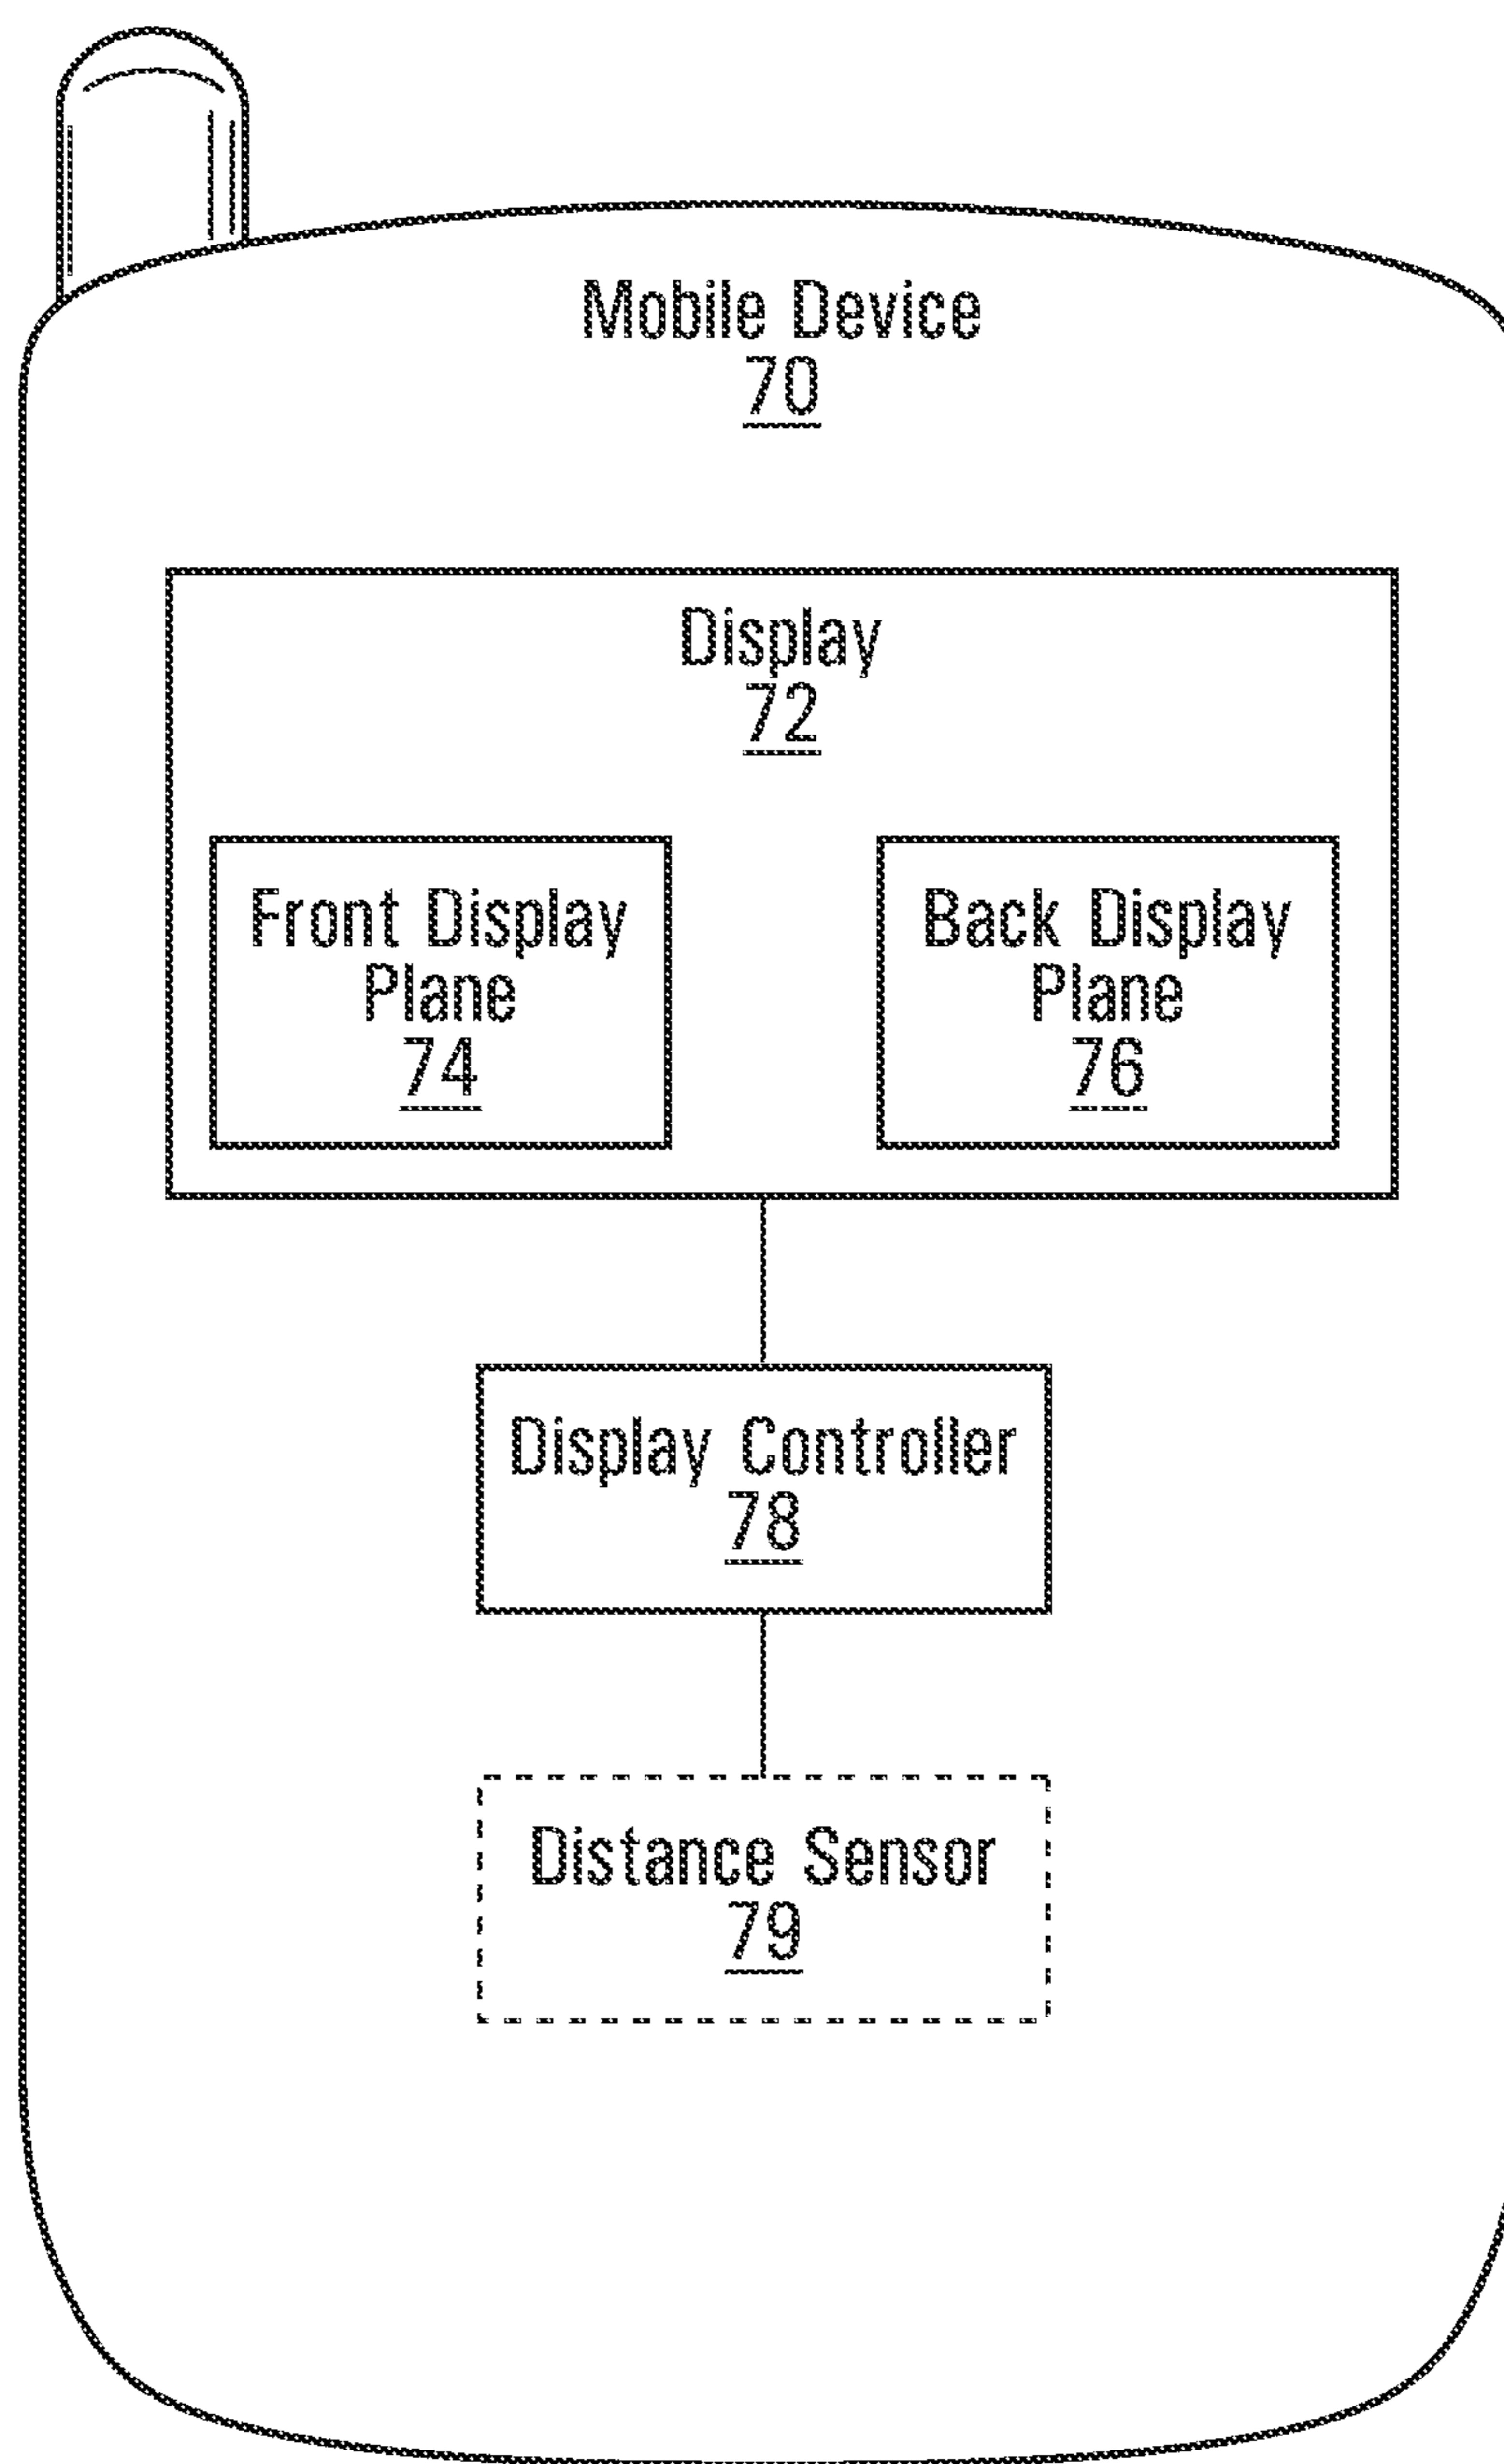 Mobile Device
70
Display
72
Front Display
Plane
74
Back Display
Plane
76
Display Controller
78
Distance Sensor
79